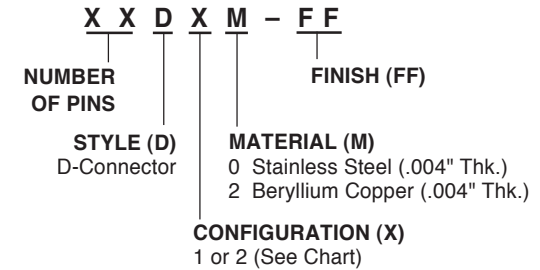 X X D X M – F F
NUMBER
OF PINS
FINISH (FF)
STYLE (D)
D-Connector
MATERIAL (M)
0 Stainless Steel (.004" Thk.)
2 Beryllium Copper (.004" Thk.)
CONFIGURATION (X)
1 or 2 (See Chart)